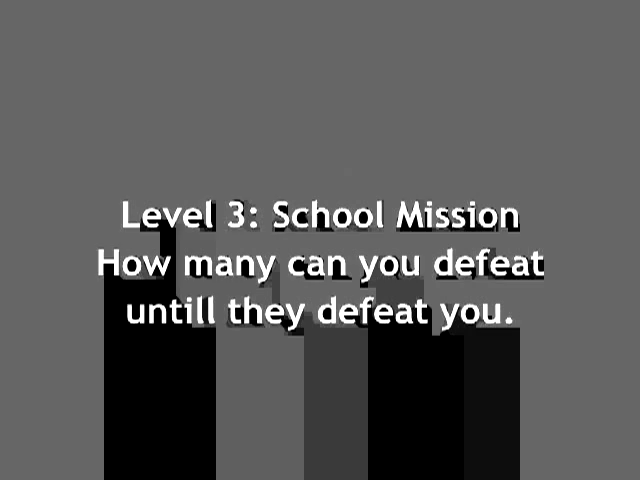 Level 3: School Mission
How many can you defeat
untill they defeat you.